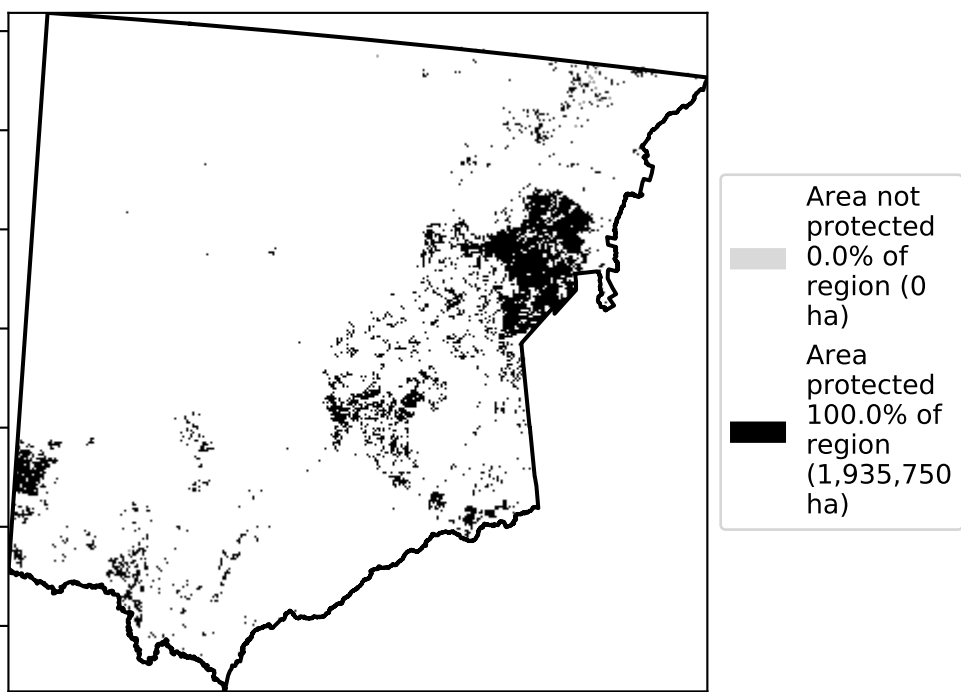 Area not
protected
0.0% of
region (0
ha)
Area
protected
100.0% of
region
(1,935,750
ha)